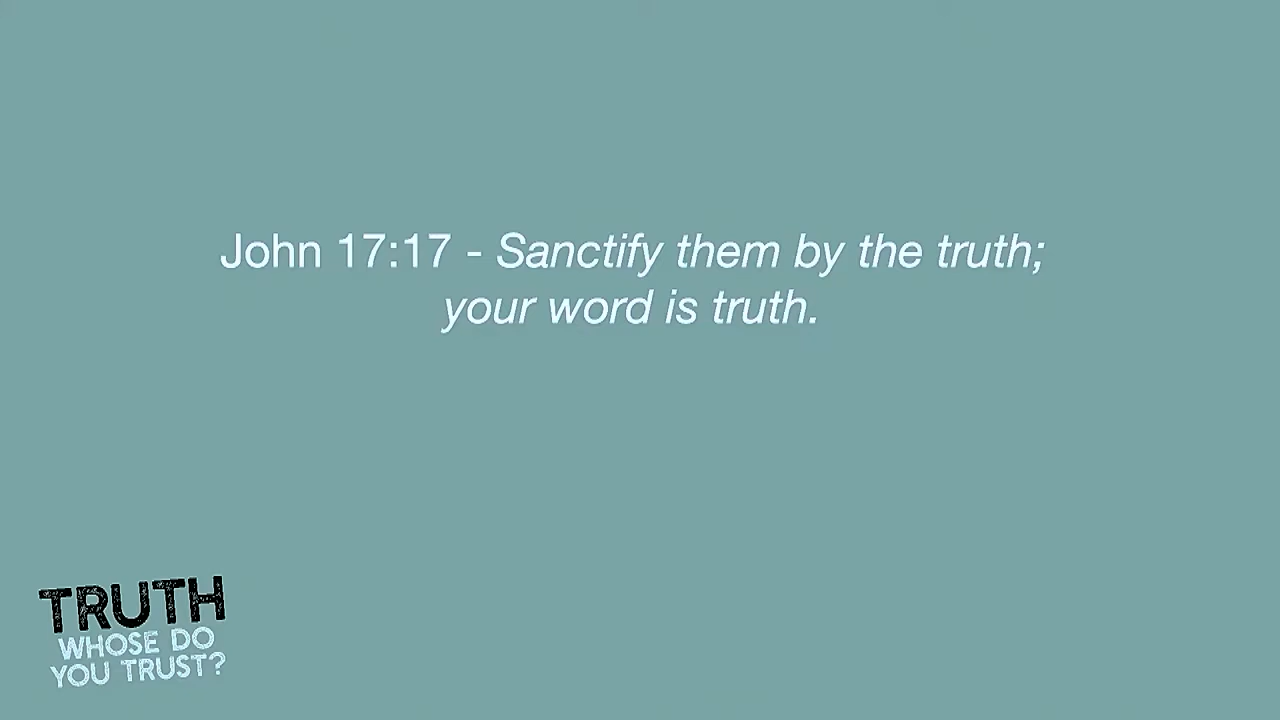 John 17:17 - Sanctify them by the truth;
your word is truth.
TRUTH
WHOSE DO
YOU TRUST?